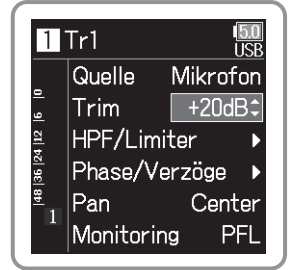 1 Tr1 5.0
USB
Quelle Mikrofon
Trim +20dB
HPF/Limiter
Phase/Verzöge
Pan Center
Monitoring PFL
48 36 24 12 6 0
1